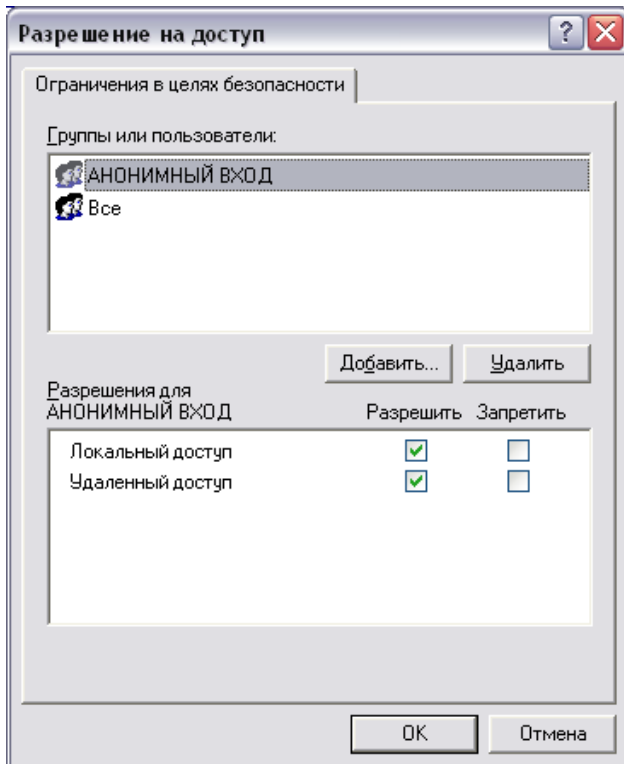 Разрешение на доступ
Ограничения в целях безопасности
Группы или пользователи:
АНОНИМНЫЙ ВХОД
Все
Добавить... Удалить
Разрешения для
АНОНИМНЫЙ ВХОД Разрешить Запретить
Локальный доступ
Удаленный доступ
OK Отмена